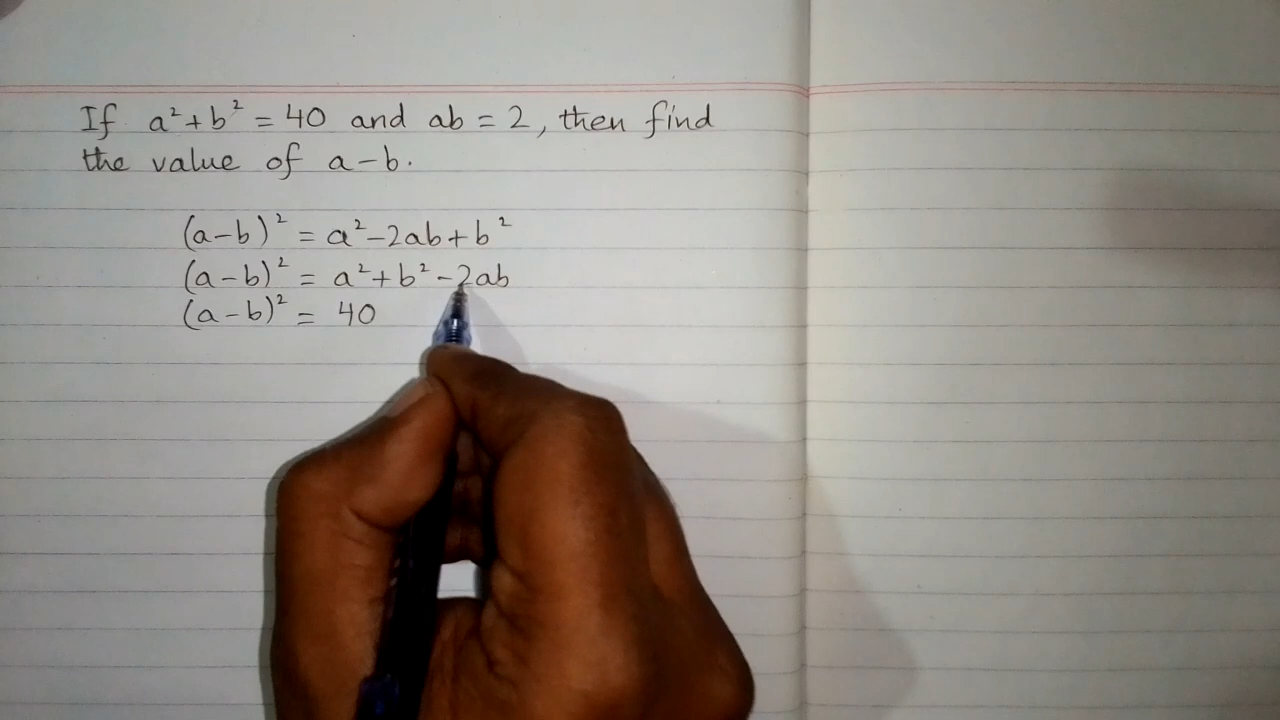 If a²+b² = 40 and ab = 2, then find
the value of a-b.
(a-b)² = a²-2ab+b²
(a-b)² = a²+b²-2ab
(a-b)² = 40